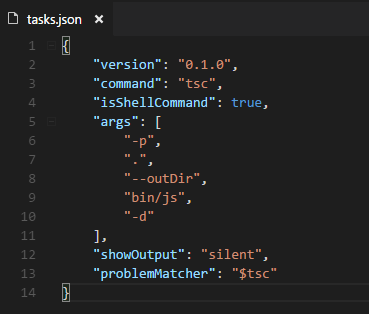 tasks.json ×
1 {
2     "version": "0.1.0",
3     "command": "tsc",
4     "isShellCommand": true,
5     "args": [
6         "-p",
7         ".",
8         "--outDir",
9         "bin/js",
10         "-d"
11     ],
12     "showOutput": "silent",
13     "problemMatcher": "$tsc"
14 }